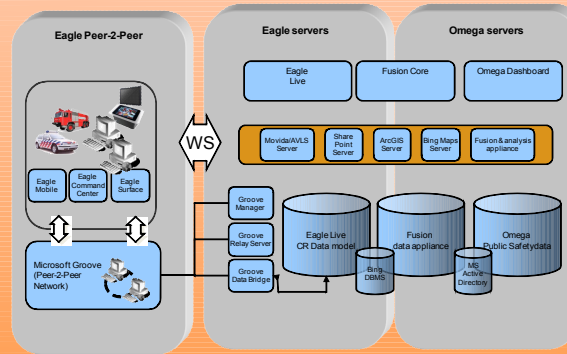 Eagle Peer-2-Peer
Eagle
Mobile
Eagle
Command
Center
Eagle
Surface
Microsoft Groove
(Peer-2-Peer
Network)
WS
Eagle servers
Omega servers
Eagle
Live
Fusion Core
Omega Dashboard
Movida/AVLS
Server
Share
Point
Server
ArcGIS
Server
Bing Maps
Server
Fusion & analysis
appliance
Groove
Manager
Groove
Relay Server
Groove
Data Bridge
Eagle Live
CR Data model
Fusion
data appliance
Omega
Public Safetydata
Bing
DBMS
MS
Active
Directory